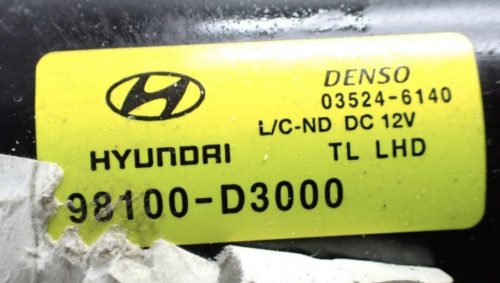 DENSO
03524-6140
L/C-ND DC 12V
HYUNDAI TL LHD
98100-D3000